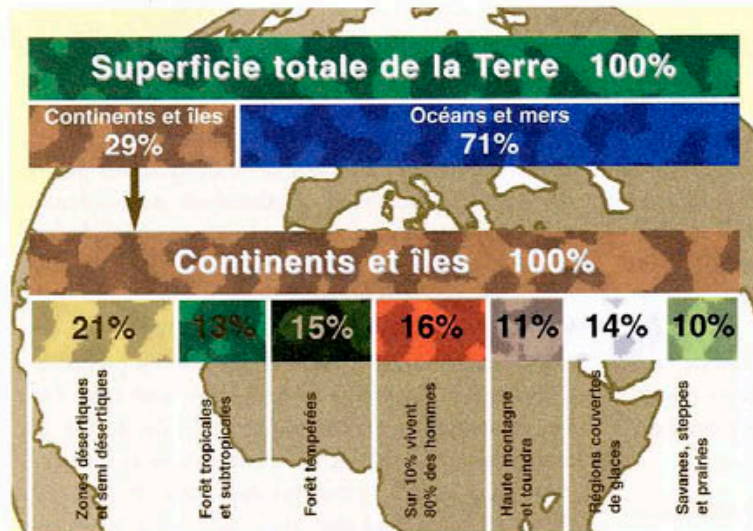 Superficie totale de la Terre 100%
Continents et îles
29%
Océans et mers
71%
Continents et îles 100%
21%
13%
15%
16%
11%
14%
10%
Zones désertiques
et semi désertiques
Forêt tropicales
et subtropicales
Forêt tempérées
Sur 10% vivent
80% des hommes
Haute montagne
et toundra
Régions couvertes
de glaces
Savanes, steppes
et prairies